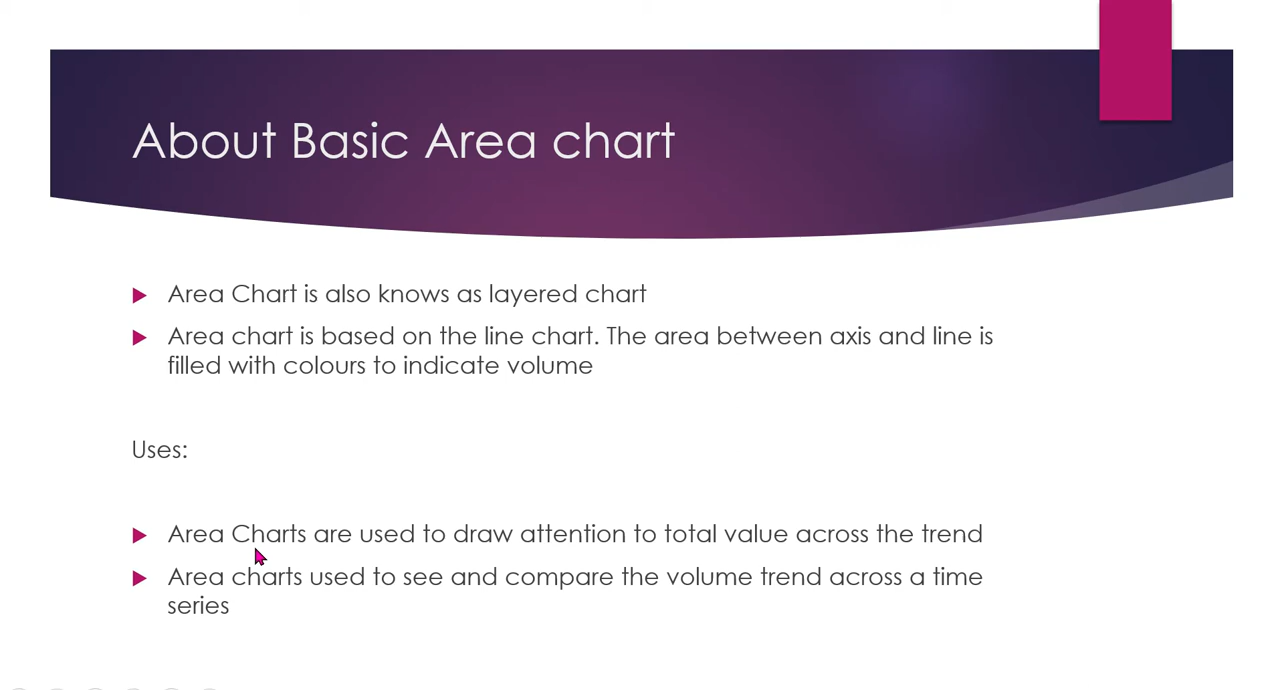 About Basic Area chart
Area Chart is also knows as layered chart
Area chart is based on the line chart. The area between axis and line is
filled with colours to indicate volume
Uses:
Area Charts are used to draw attention to total value across the trend
Area charts used to see and compare the volume trend across a time
series